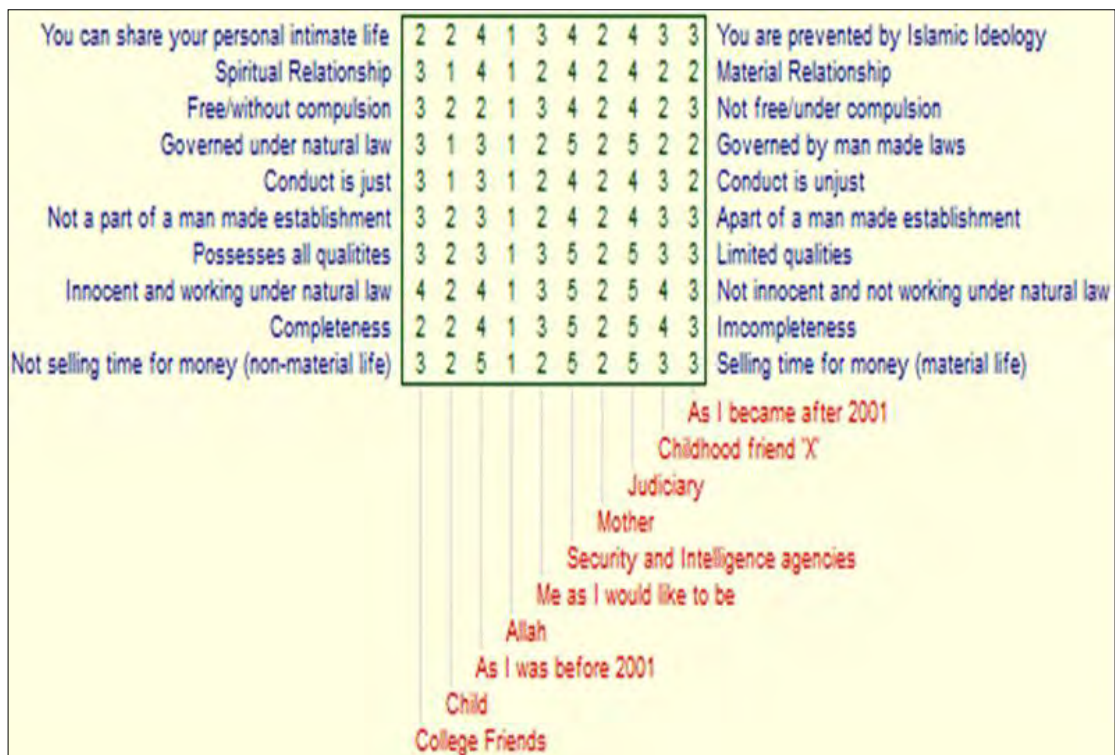 You can share your personal intimate life 2 2 4 1 3 4 2 4 3 3 You are prevented by Islamic Ideology
Spiritual Relationship 3 1 4 1 2 4 2 4 2 2 Material Relationship
Free/without compulsion 3 2 2 1 3 4 2 4 2 3 Not free/under compulsion
Governed under natural law 3 1 3 1 2 5 2 5 2 2 Governed by man made laws
Conduct is just 3 1 3 1 2 4 2 4 3 2 Conduct is unjust
Not a part of a man made establishment 3 2 3 1 2 4 2 4 3 3 Apart of a man made establishment
Possesses all qualitites 3 2 3 1 3 5 2 5 3 3 Limited qualities
Innocent and working under natural law 4 2 4 1 3 5 2 5 4 3 Not innocent and not working under natural law
Completeness 2 2 4 1 3 5 2 5 4 3 Imcompleteness
Not selling time for money (non-material life) 3 2 5 1 2 5 2 5 3 3 Selling time for money (material life)
As I became after 2001
Childhood friend 'X'
Judiciary
Mother
Security and Intelligence agencies
Me as I would like to be
Allah
As I was before 2001
Child
College Friends